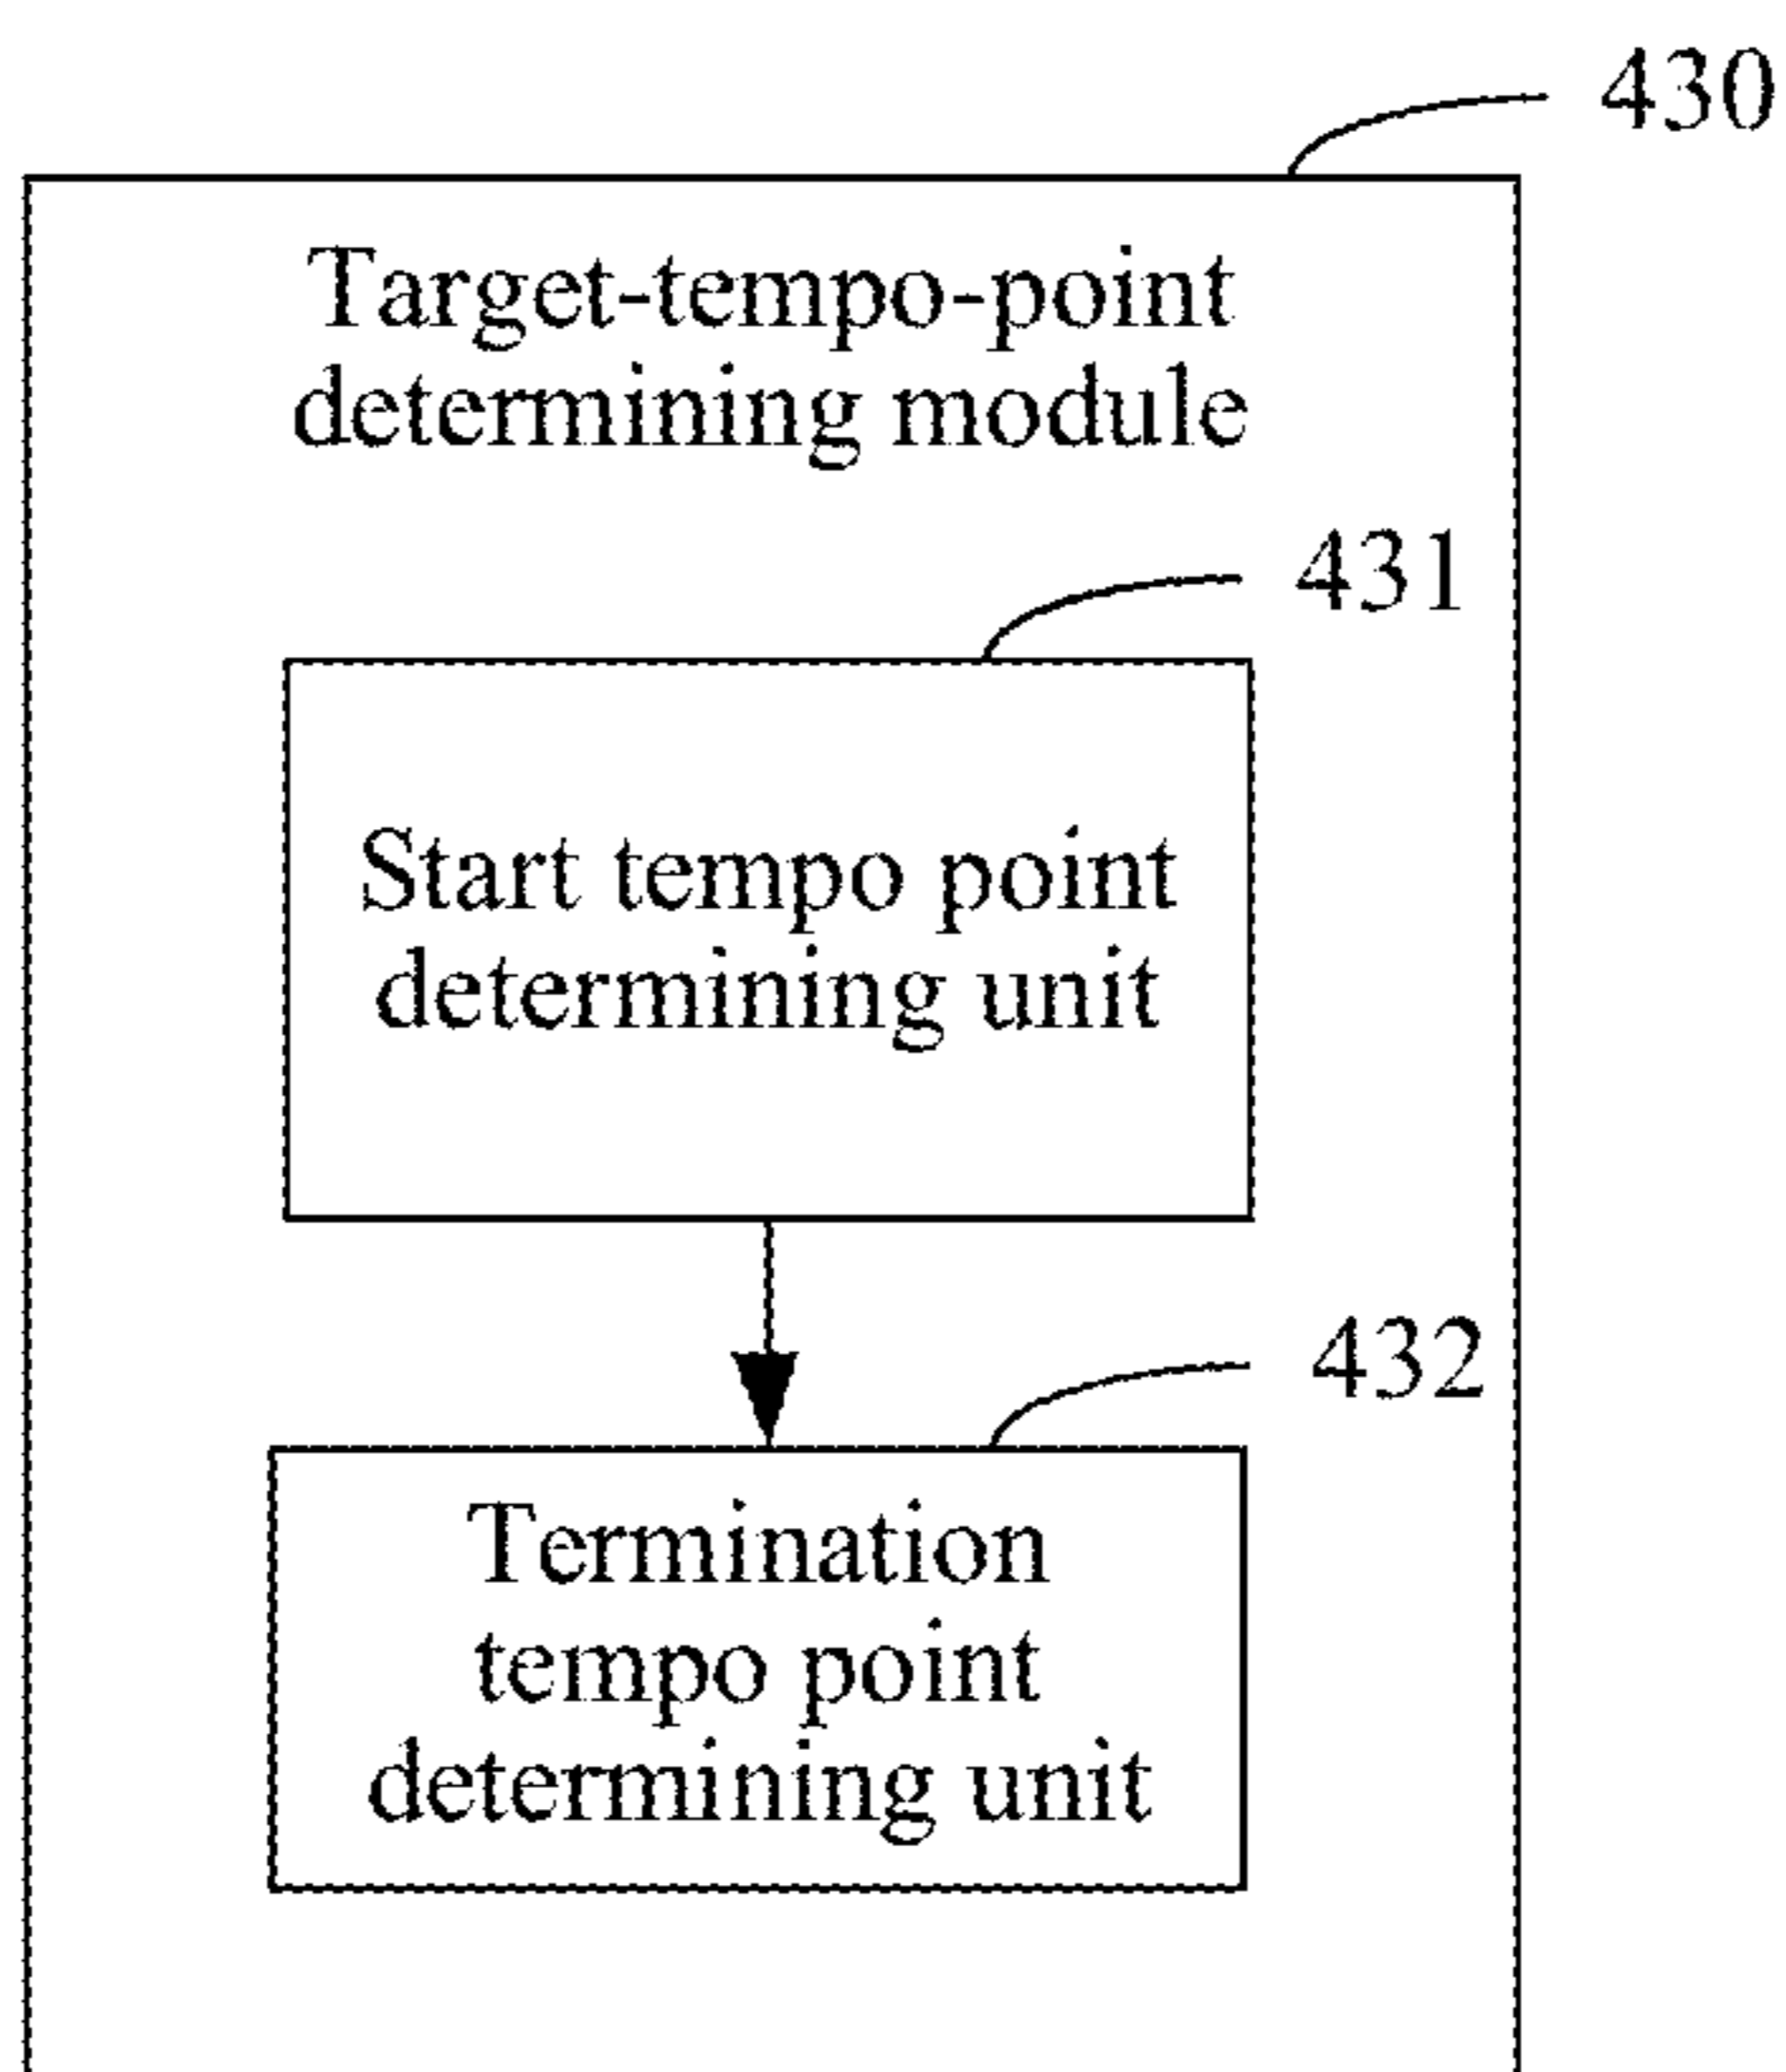 430
Target-tempo-point
determining module
431
Start tempo point
determining unit
432
Termination
tempo point
determining unit